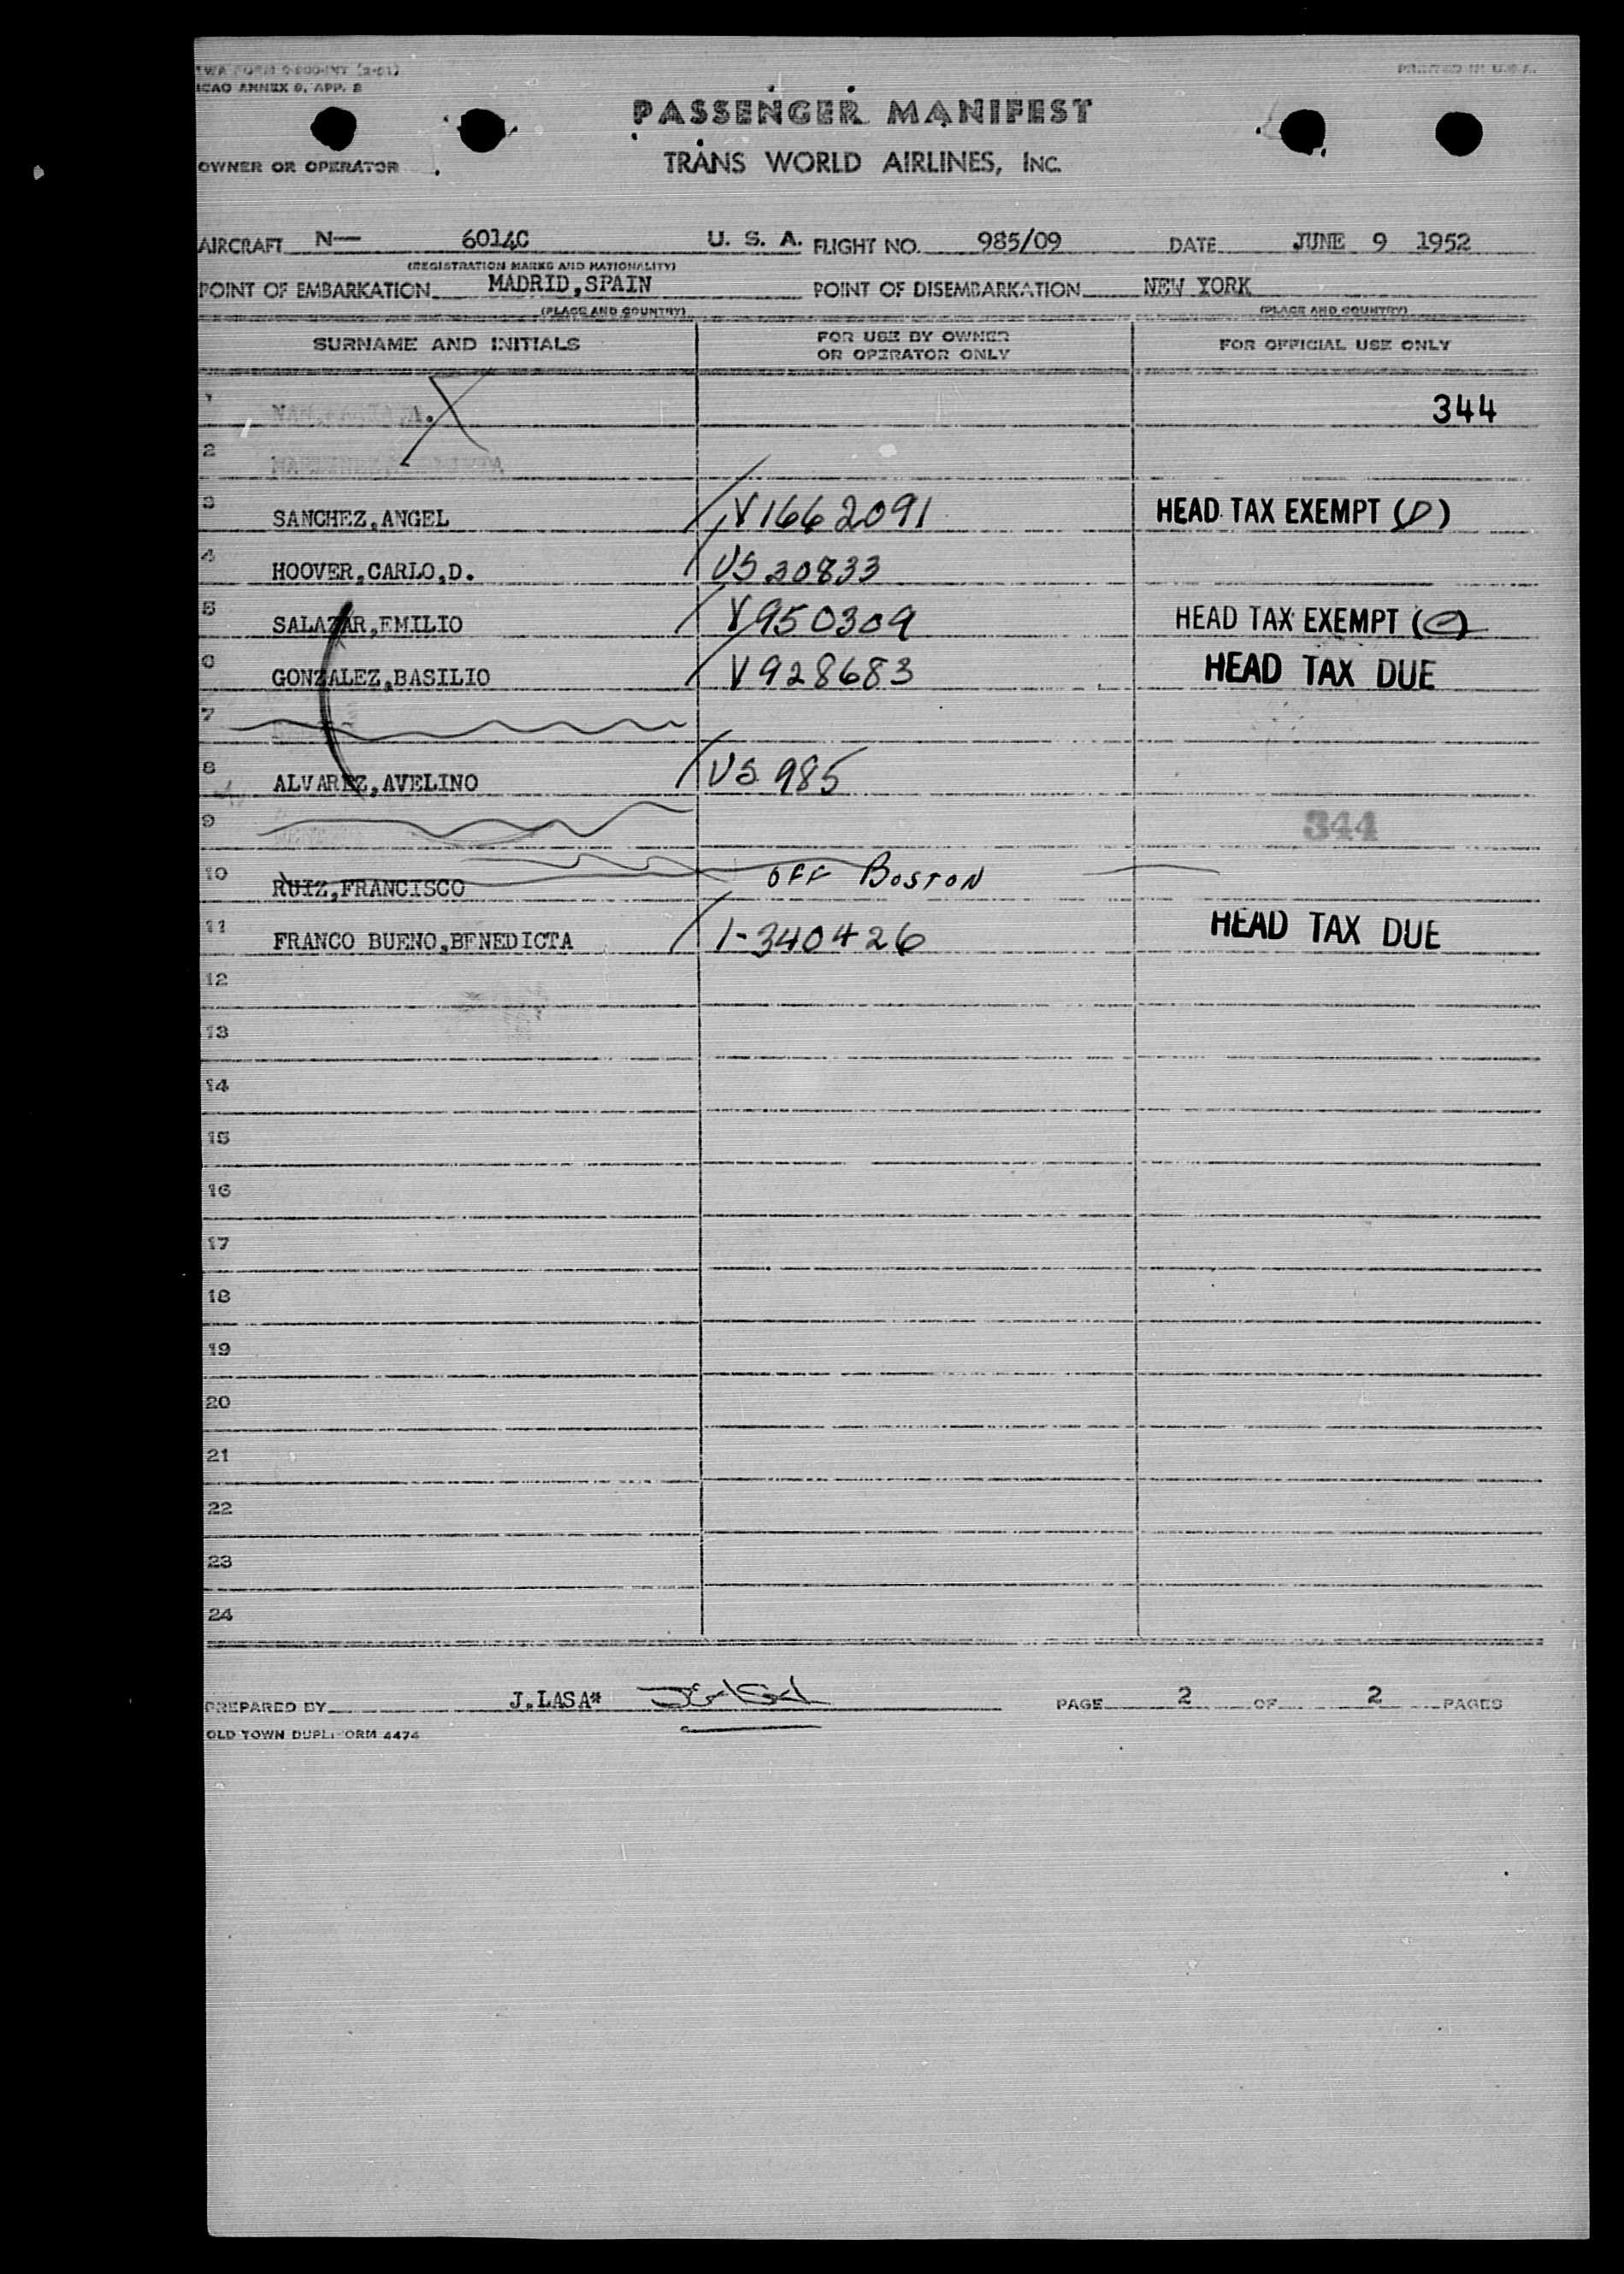 TWA FORM (2-51)
PRINTED IN U.S.A.
ICAO ANNEX 9, APP. 2
PASSENGER MANIFEST
OWNER OR OPERATOR
TRANS WORLD AIRLINES, INC.
AIRCRAFT N— 6014C U. S. A. FLIGHT NO. 985/09 DATE JUNE 9 1952
(REGISTRATION MARKS AND NATIONALITY)
POINT OF EMBARKATION MADRID,SPAIN POINT OF DISEMBARKATION NEW YORK
(PLACE AND COUNTRY) (PLACE AND COUNTRY)
SURNAME AND INITIALS FOR USE BY OWNER OR OPERATOR ONLY FOR OFFICIAL USE ONLY
1 344
2
3 SANCHEZ,ANGEL V1662091 HEAD TAX EXEMPT (P)
4 HOOVER,CARLO,D. US 20833
5 SALAZAR,EMILIO V950309 HEAD TAX EXEMPT (C)
6 GONZALEZ,BASILIO V928683 HEAD TAX DUE
7
8 ALVAREZ,AVELINO US 985
9 344
10 RUIZ,FRANCISCO OFF BOSTON
11 FRANCO BUENO,BENEDICTA 1-340426 HEAD TAX DUE
12
13
14
15
16
17
18
19
20
21
22
23
24
PREPARED BY J.LASA* PAGE 2 OF 2 PAGES
OLD TOWN DUPLI FORM 4474